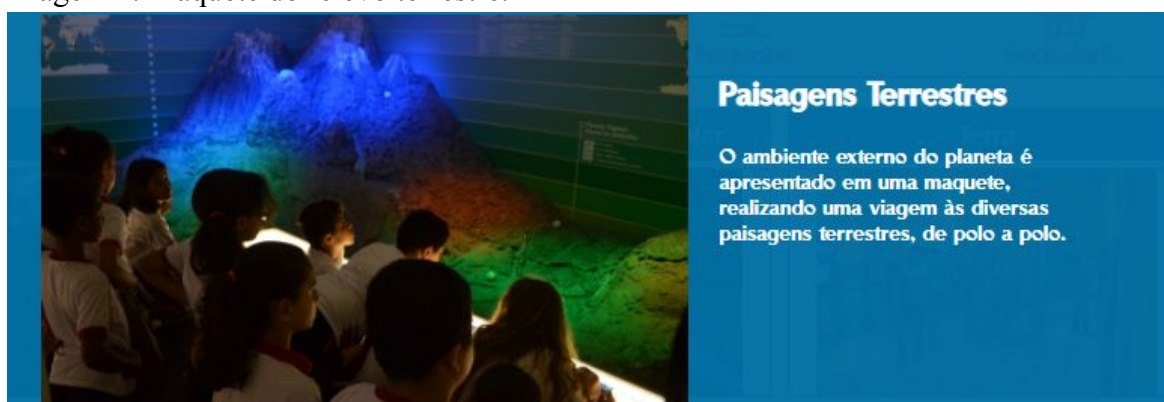 Paisagens Terrestres
O ambiente externo do planeta é
apresentado em uma maquete,
realizando uma viagem às diversas
paisagens terrestres, de polo a polo.
Terra